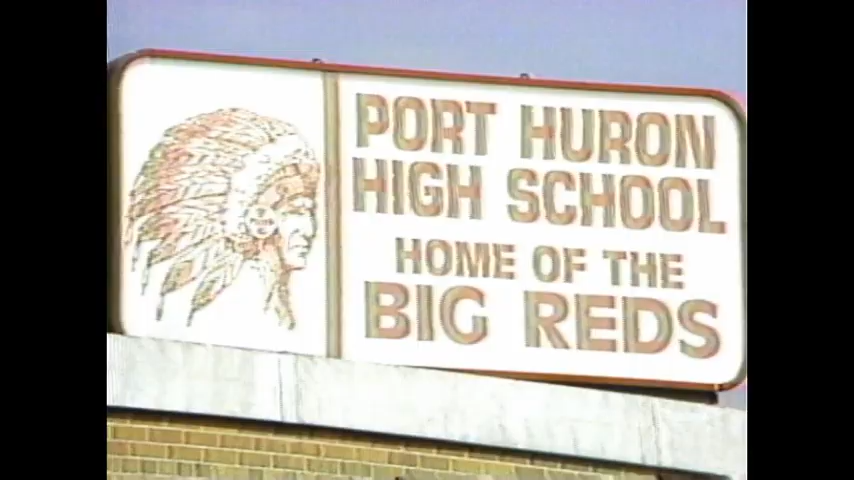 PORT HURON
HIGH SCHOOL
HOME OF THE
BIG REDS